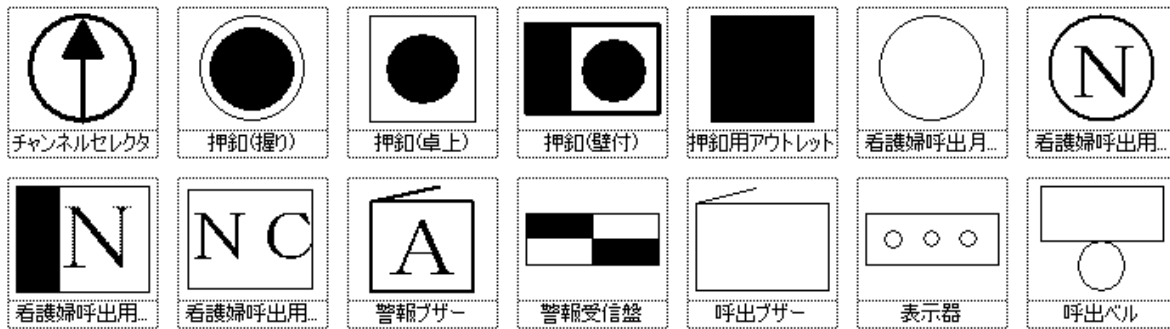 チャンネルセレクタ
押釦(握り)
押釦(卓上)
押釦(壁付)
押釦用アウトレット
看護婦呼出月...
N
看護婦呼出用...
N
看護婦呼出用...
N C
看護婦呼出用...
A
警報ブザー
警報受信盤
呼出ブザー
表示器
呼出ベル